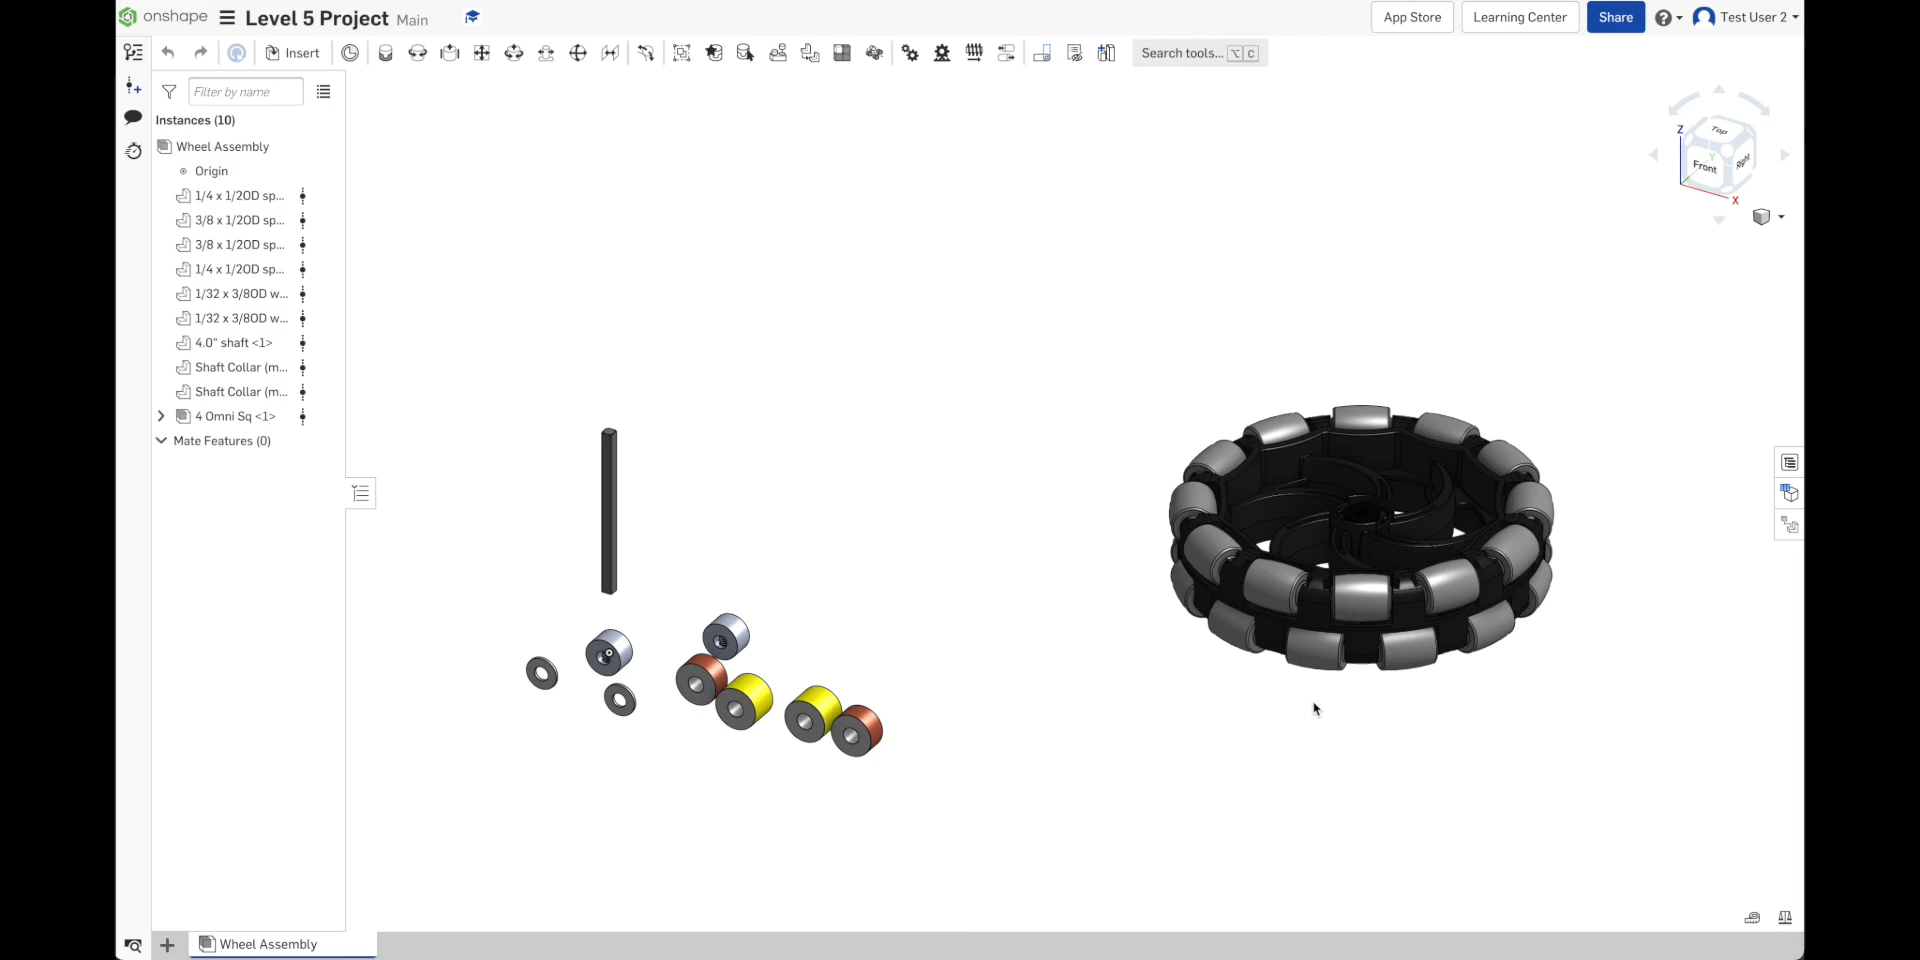 onshape Level 5 Project Main
App Store Learning Center Share Test User 2
Insert Search tools... ⌥ C
Filter by name
Instances (10)
Wheel Assembly
Origin
1/4 x 1/2OD sp...
3/8 x 1/2OD sp...
3/8 x 1/2OD sp...
1/4 x 1/2OD sp...
1/32 x 3/8OD w...
1/32 x 3/8OD w...
4.0" shaft <1>
Shaft Collar (m...
Shaft Collar (m...
4 Omni Sq <1>
Mate Features (0)
Z
Top
Y
Front Right
X
Wheel Assembly